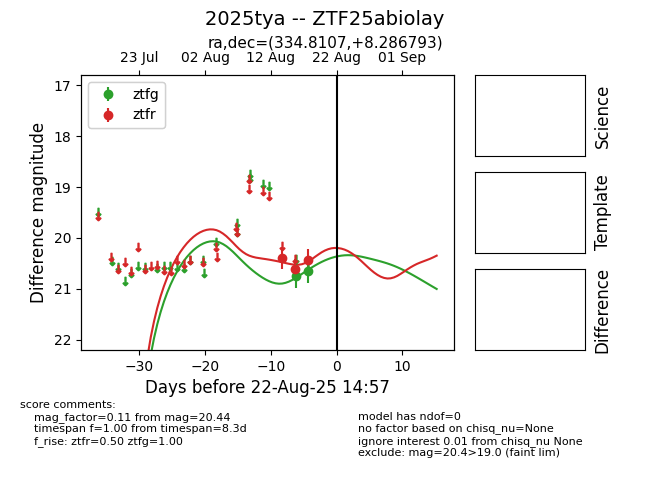 2025tya -- ZTF25abiolay
ra,dec=(334.8107,+8.286793)
23 Jul 02 Aug 12 Aug 22 Aug 01 Sep
ztfg
ztfr
17
18
19
20
21
22
Difference magnitude
−30 −20 −10 0 10
Days before 22-Aug-25 14:57
Science
Template
Difference
score comments:
mag_factor=0.11 from mag=20.44
timespan f=1.00 from timespan=8.3d
f_rise: ztfr=0.50 ztfg=1.00
model has ndof=0
no factor based on chisq_nu=None
ignore interest 0.01 from chisq_nu None
exclude: mag=20.4>19.0 (faint lim)